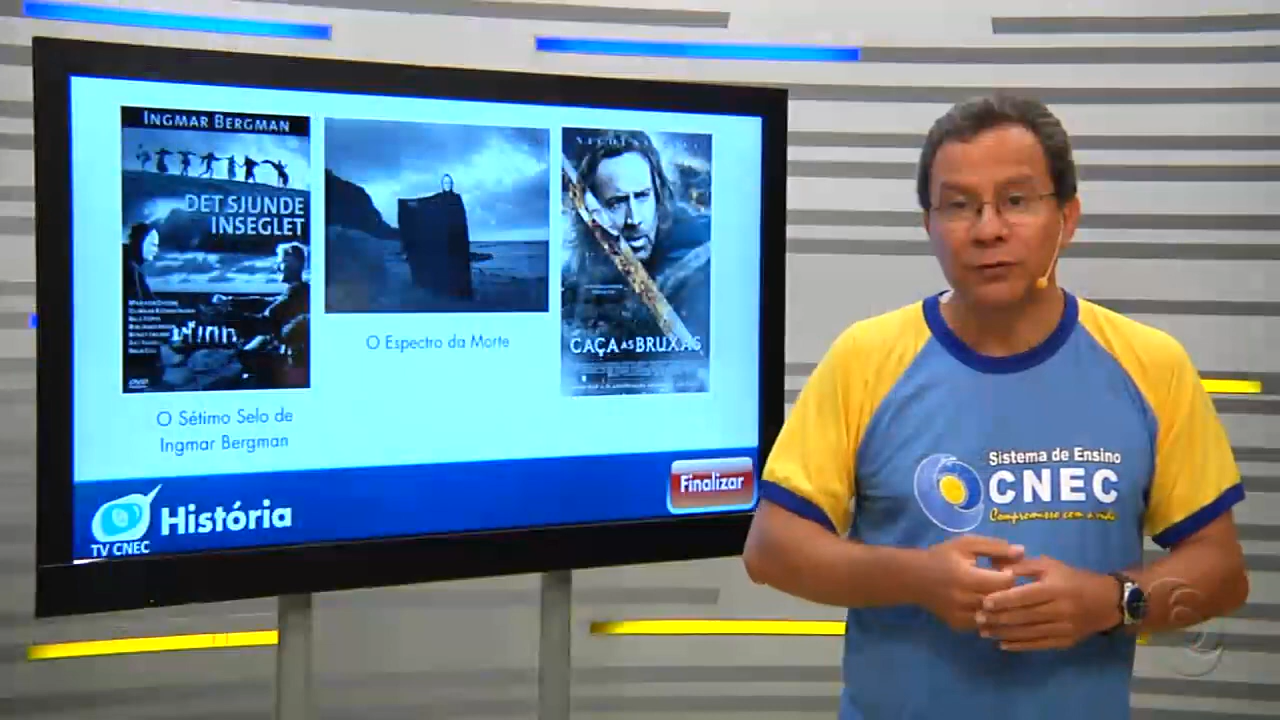 INGMAR BERGMAN
DET SJUNDE
INSEGLET
O Sétimo Selo de
Ingmar Bergman
O Espectro da Morte
CAÇA ÀS BRUXAS
TV CNEC
História
Finalizar
Sistema de Ensino
CNEC
Compromisso com a vida